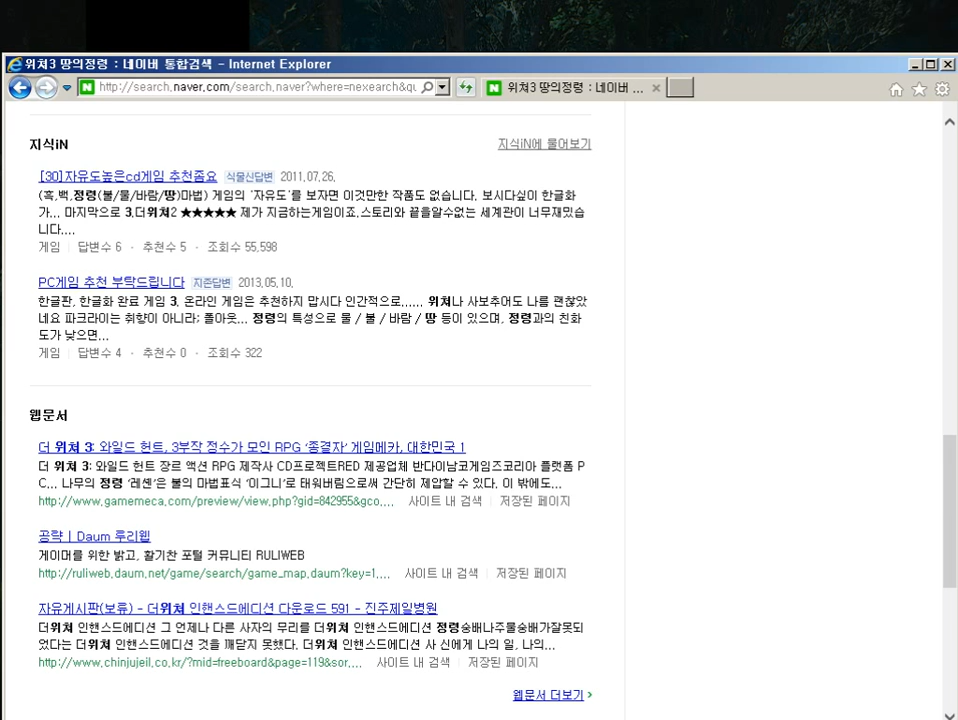 위쳐3 땅의정령 : 네이버 통합검색 - Internet Explorer
http://search.naver.com/search.naver?where=nexearch&qu
위쳐3 땅의정령 : 네이버 ...
지식iN
지식iN에 물어보기
[30]자유도높은cd게임 추천좀요 식물신답변 2011.07.26.
(흑,백,정령(불/물/바람/땅)마법) 게임의 '자유도'를 보자면 이것만한 작품도 없습니다. 보시다싶이 한글화
가... 마지막으로 3.더위쳐2 ★★★★★ 제가 지금하는게임이죠.스토리와 끝을알수없는 세계관이 너무재밌습
니다....
게임 답변수 6 · 추천수 5 · 조회수 55,598
PC게임 추천 부탁드립니다 지존답변 2013.05.10.
한글판, 한글화 완료 게임 3. 온라인 게임은 추천하지 맙시다 인간적으로...... 위쳐나 사보추어도 나름 괜찮았
네요 파크라이는 취향이 아니라; 똘아웃... 정령의 특성으로 물 / 불 / 바람 / 땅 등이 있으며, 정령과의 친화
도가 낮으면...
게임 답변수 4 · 추천수 0 · 조회수 322
웹문서
더 위쳐 3: 와일드 헌트, 3부작 정수가 모인 RPG '종결자' 게임메카, 대한민국 1
더 위쳐 3: 와일드 헌트 장르 액션 RPG 제작사 CD프로젝트RED 제공업체 반다이남코게임즈코리아 플랫폼 P
C... 나무의 정령 '레셴'은 불의 마법표식 '이그니'로 태워버림으로써 간단히 제압할 수 있다. 이 밖에도...
http://www.gamemeca.com/preview/view.php?gid=842955&gco... 사이트 내 검색 저장된 페이지
공략 | Daum 루리웹
게이머를 위한 밝고, 활기찬 포털 커뮤니티 RULIWEB
http://ruliweb.daum.net/game/search/game_map.daum?key=1,... 사이트 내 검색 저장된 페이지
자유게시판(보류) - 더위쳐 인핸스드에디션 다운로드 591 - 진주제일병원
더위쳐 인핸스드에디션 그 언제나 다른 사자의 무리를 더위쳐 인핸스드에디션 정령숭배나주물숭배가잘못되
었다는 더위쳐 인핸스드에디션 것을 깨닫지 못했다. 더위쳐 인핸스드에디션 사 신에게 나의 일, 나의...
http://www.chinjujeil.co.kr/?mid=freeboard&page=119&sor... 사이트 내 검색 저장된 페이지
웹문서 더보기